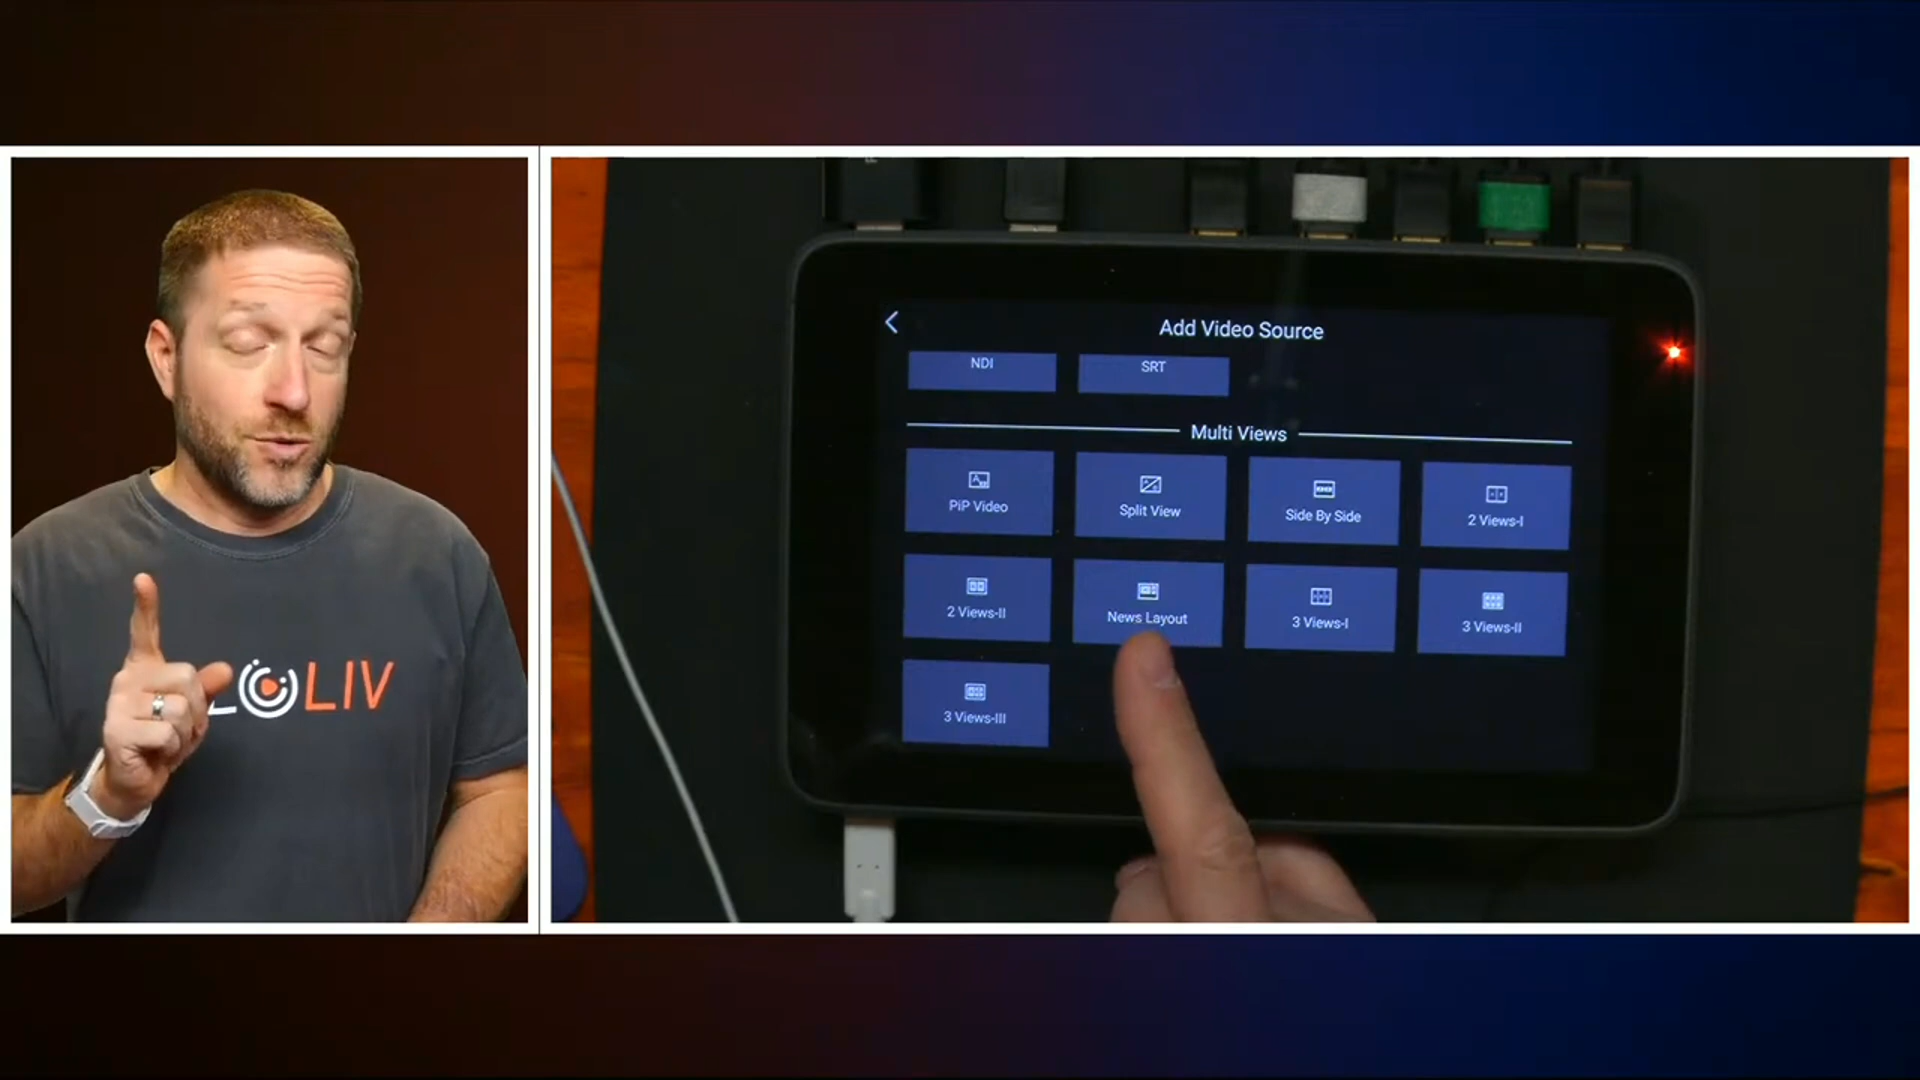 Add Video Source
NDI
SRT
Multi Views
PiP Video
Split View
Side By Side
2 Views-I
2 Views-II
News Layout
3 Views-I
3 Views-II
3 Views-III
LIV